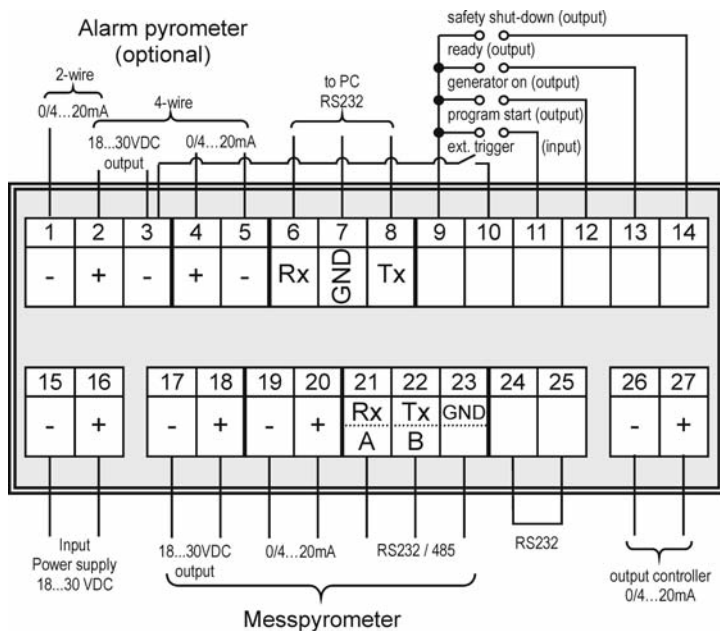 Alarm pyrometer
(optional)
2-wire
0/4...20mA
4-wire
18...30VDC
output
0/4...20mA
to PC
RS232
safety shut-down (output)
ready (output)
generator on (output)
program start (output)
ext. trigger (input)
1 2 3 4 5 6 7 8 9 10 11 12 13 14
- + - + - Rx GND Tx
15 16 17 18 19 20 21 22 23 24 25 26 27
- + - + - + Rx Tx GND - +
A B
Input
Power supply
18...30 VDC
18...30VDC
output
0/4...20mA
RS232 / 485
RS232
output controller
0/4...20mA
Messpyrometer